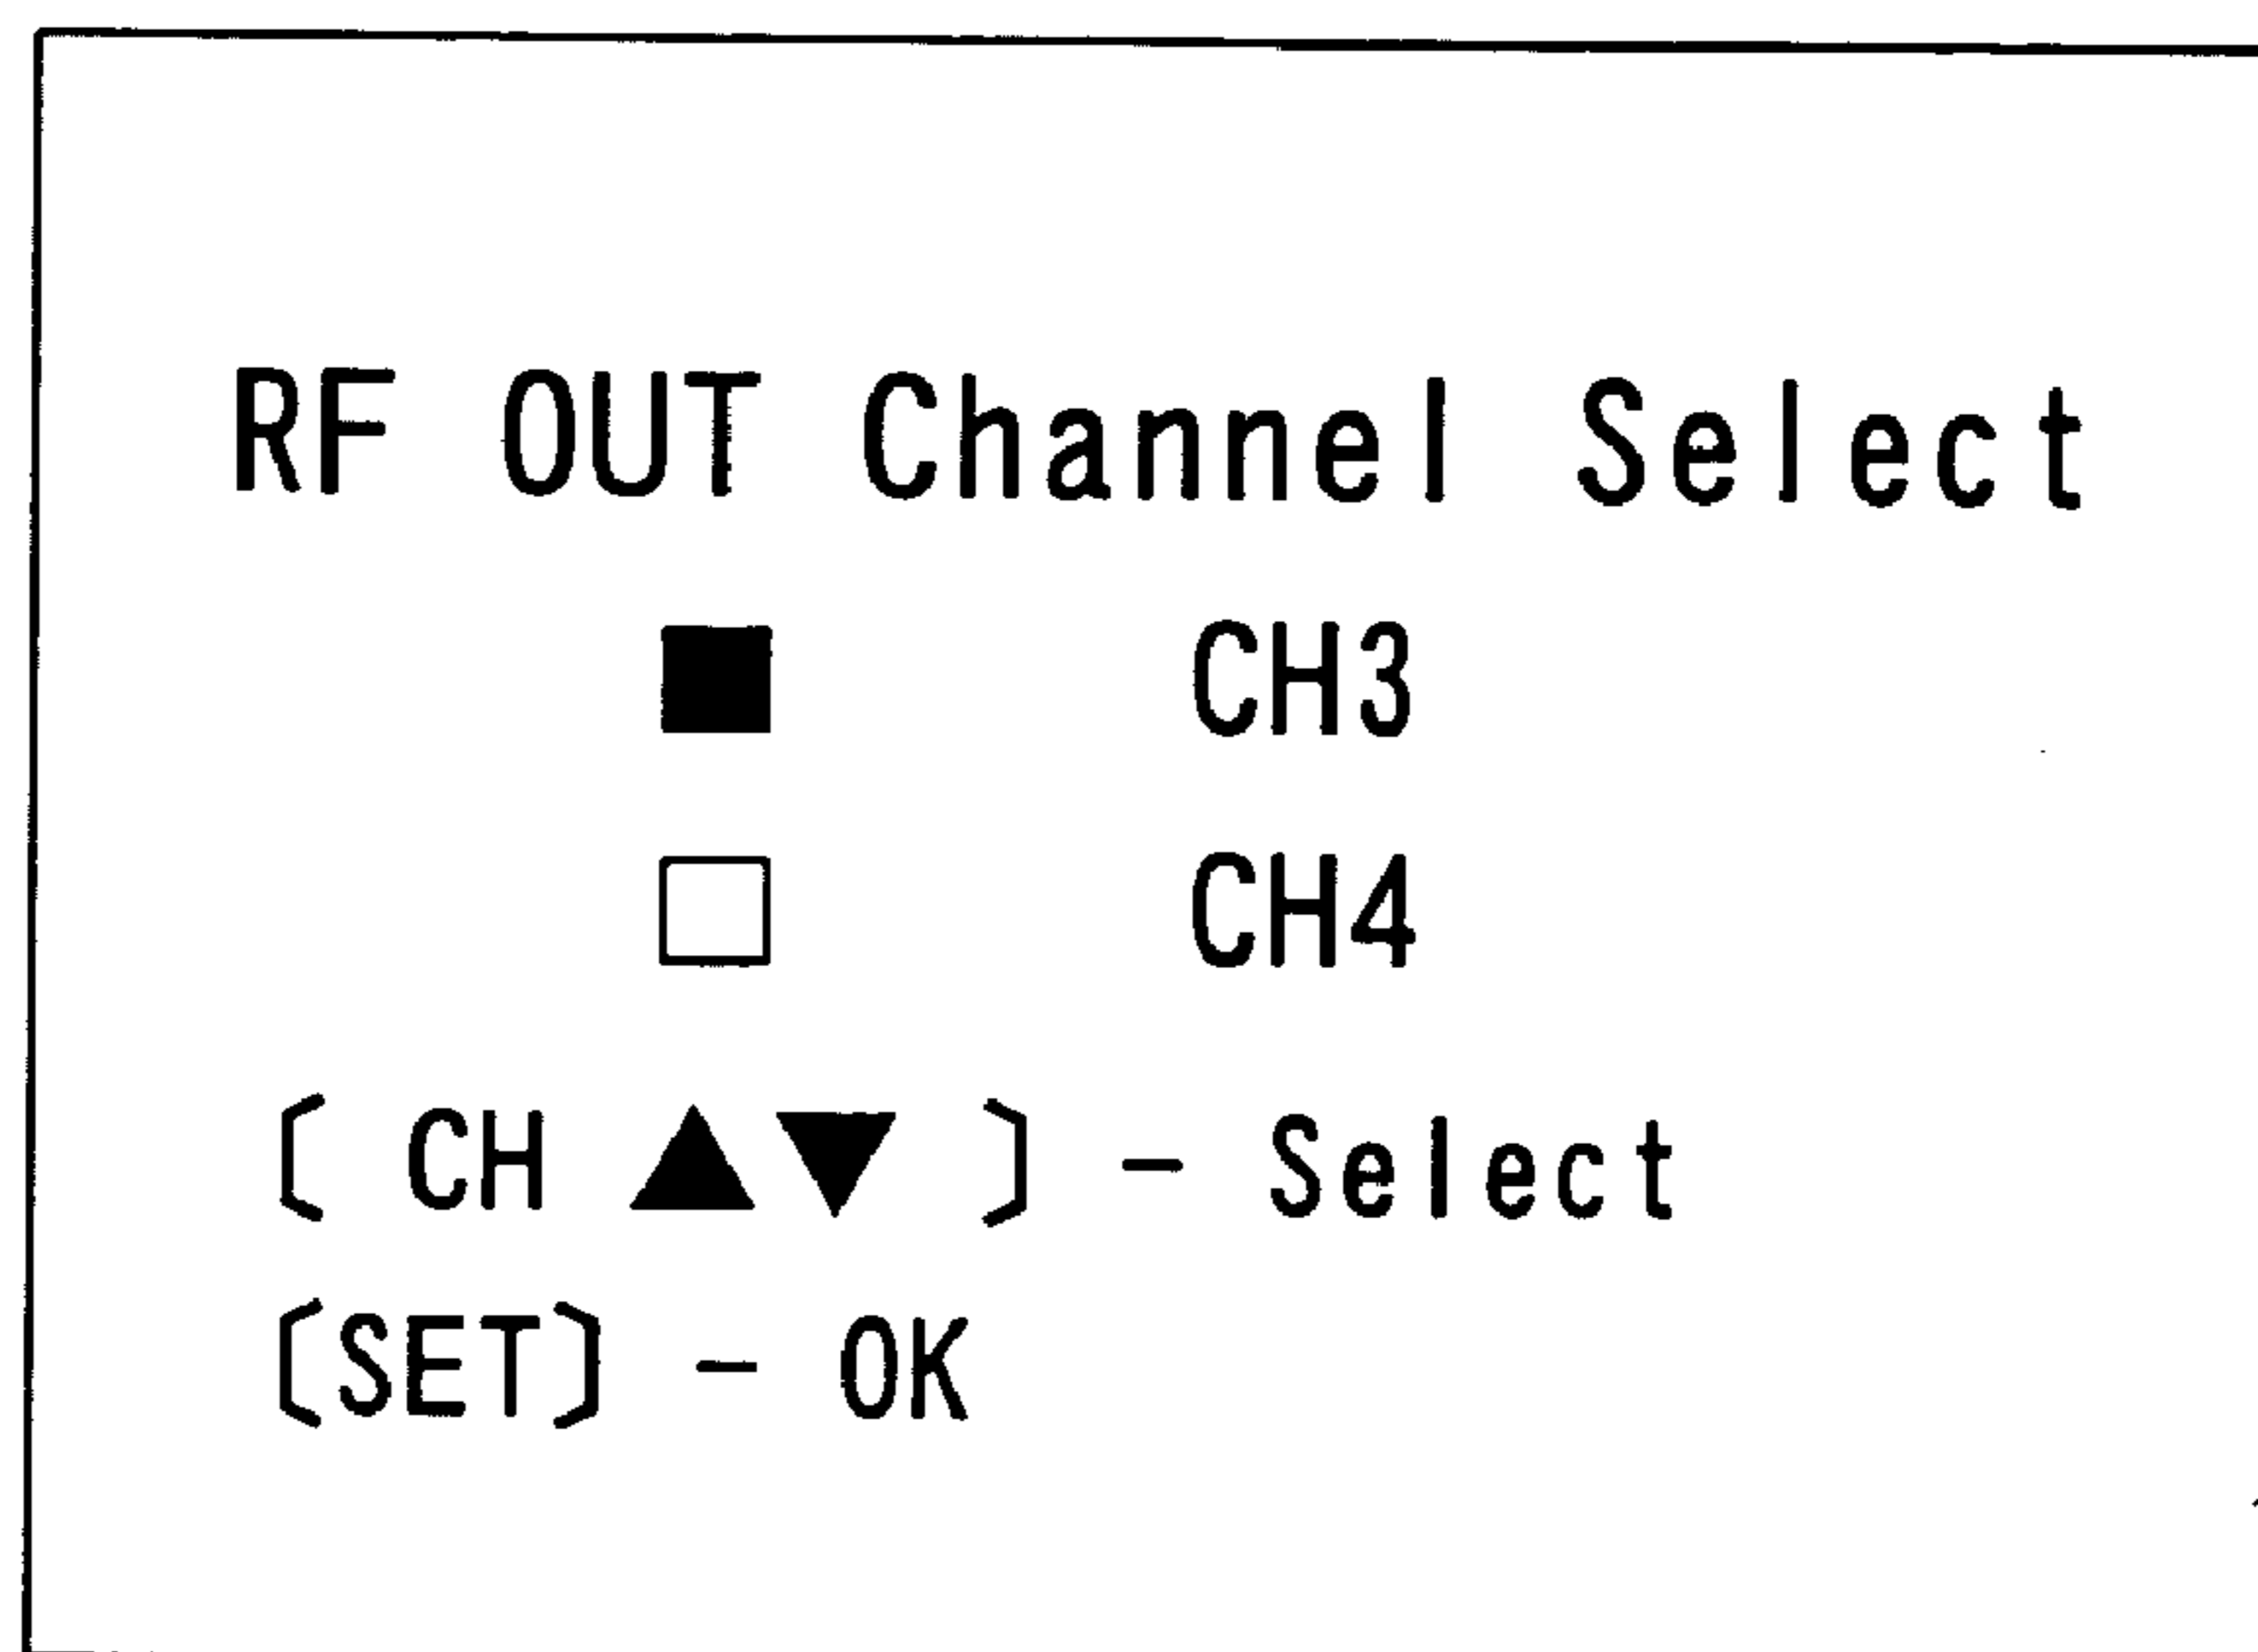 RF OUT Channel Select
■ CH3
□ CH4
〔 CH ▲▼ 〕 - Select
〔SET〕 - OK